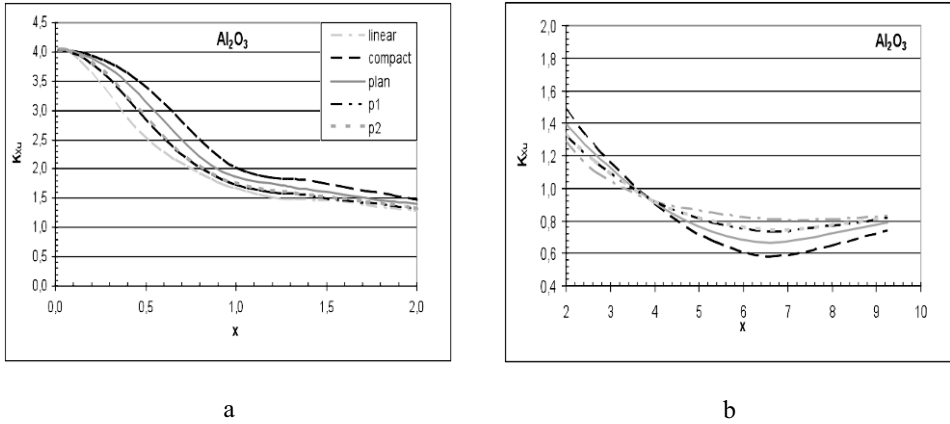 Al₂O₃
4,5
4,0
3,5
3,0
2,5
2,0
1,5
1,0
0,5
0,0
Kхц
0,0 0,5 1,0 1,5 2,0
x
linear
compact
plan
p1
p2
a
Al₂O₃
2,0
1,8
1,6
1,4
1,2
1,0
0,8
0,6
0,4
Kхц
2 3 4 5 6 7 8 9 10
x
b